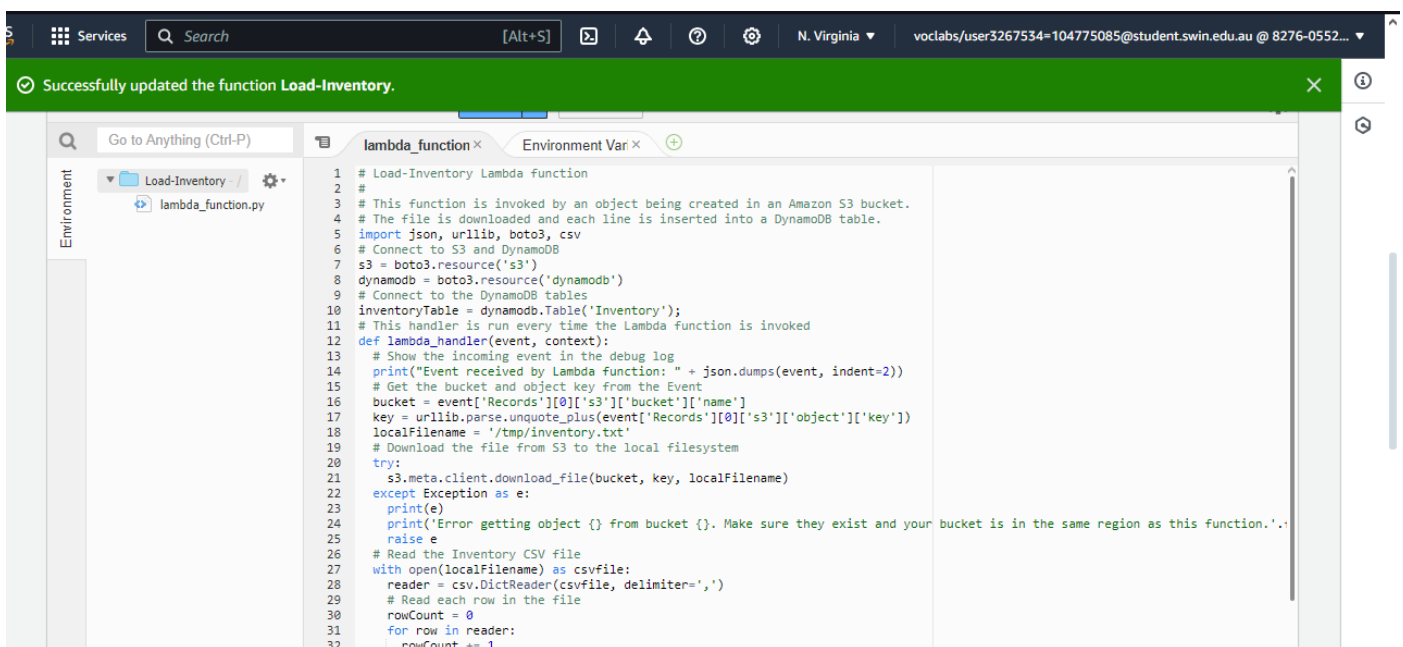 Services
Search
[Alt+S]
N. Virginia ▼
voclabs/user3267534=104775085@student.swin.edu.au @ 8276-0552... ▼
Successfully updated the function Load-Inventory.
Go to Anything (Ctrl-P)
lambda_function ×
Environment Vari ×
Environment
Load-Inventory - /
lambda_function.py
1 # Load-Inventory Lambda function
2 #
3 # This function is invoked by an object being created in an Amazon S3 bucket.
4 # The file is downloaded and each line is inserted into a DynamoDB table.
5 import json, urllib, boto3, csv
6 # Connect to S3 and DynamoDB
7 s3 = boto3.resource('s3')
8 dynamodb = boto3.resource('dynamodb')
9 # Connect to the DynamoDB tables
10 inventoryTable = dynamodb.Table('Inventory');
11 # This handler is run every time the Lambda function is invoked
12 def lambda_handler(event, context):
13   # Show the incoming event in the debug log
14   print("Event received by Lambda function: " + json.dumps(event, indent=2))
15   # Get the bucket and object key from the Event
16   bucket = event['Records'][0]['s3']['bucket']['name']
17   key = urllib.parse.unquote_plus(event['Records'][0]['s3']['object']['key'])
18   localFilename = '/tmp/inventory.txt'
19   # Download the file from S3 to the local filesystem
20   try:
21     s3.meta.client.download_file(bucket, key, localFilename)
22   except Exception as e:
23     print(e)
24     print('Error getting object {} from bucket {}. Make sure they exist and your bucket is in the same region as this function.'.
25     raise e
26   # Read the Inventory CSV file
27   with open(localFilename) as csvfile:
28     reader = csv.DictReader(csvfile, delimiter=',')
29     # Read each row in the file
30     rowCount = 0
31     for row in reader:
32       rowCount += 1